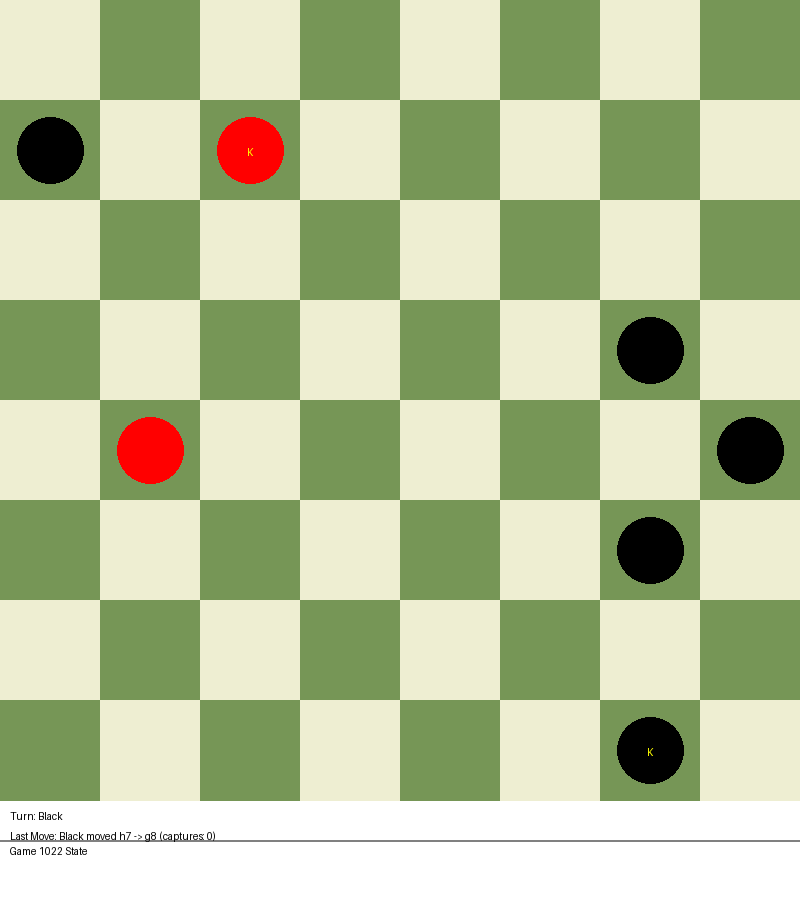 K
K
Turn: Black
Last Move: Black moved h7 -> g8 (captures: 0)
Game 1022 State